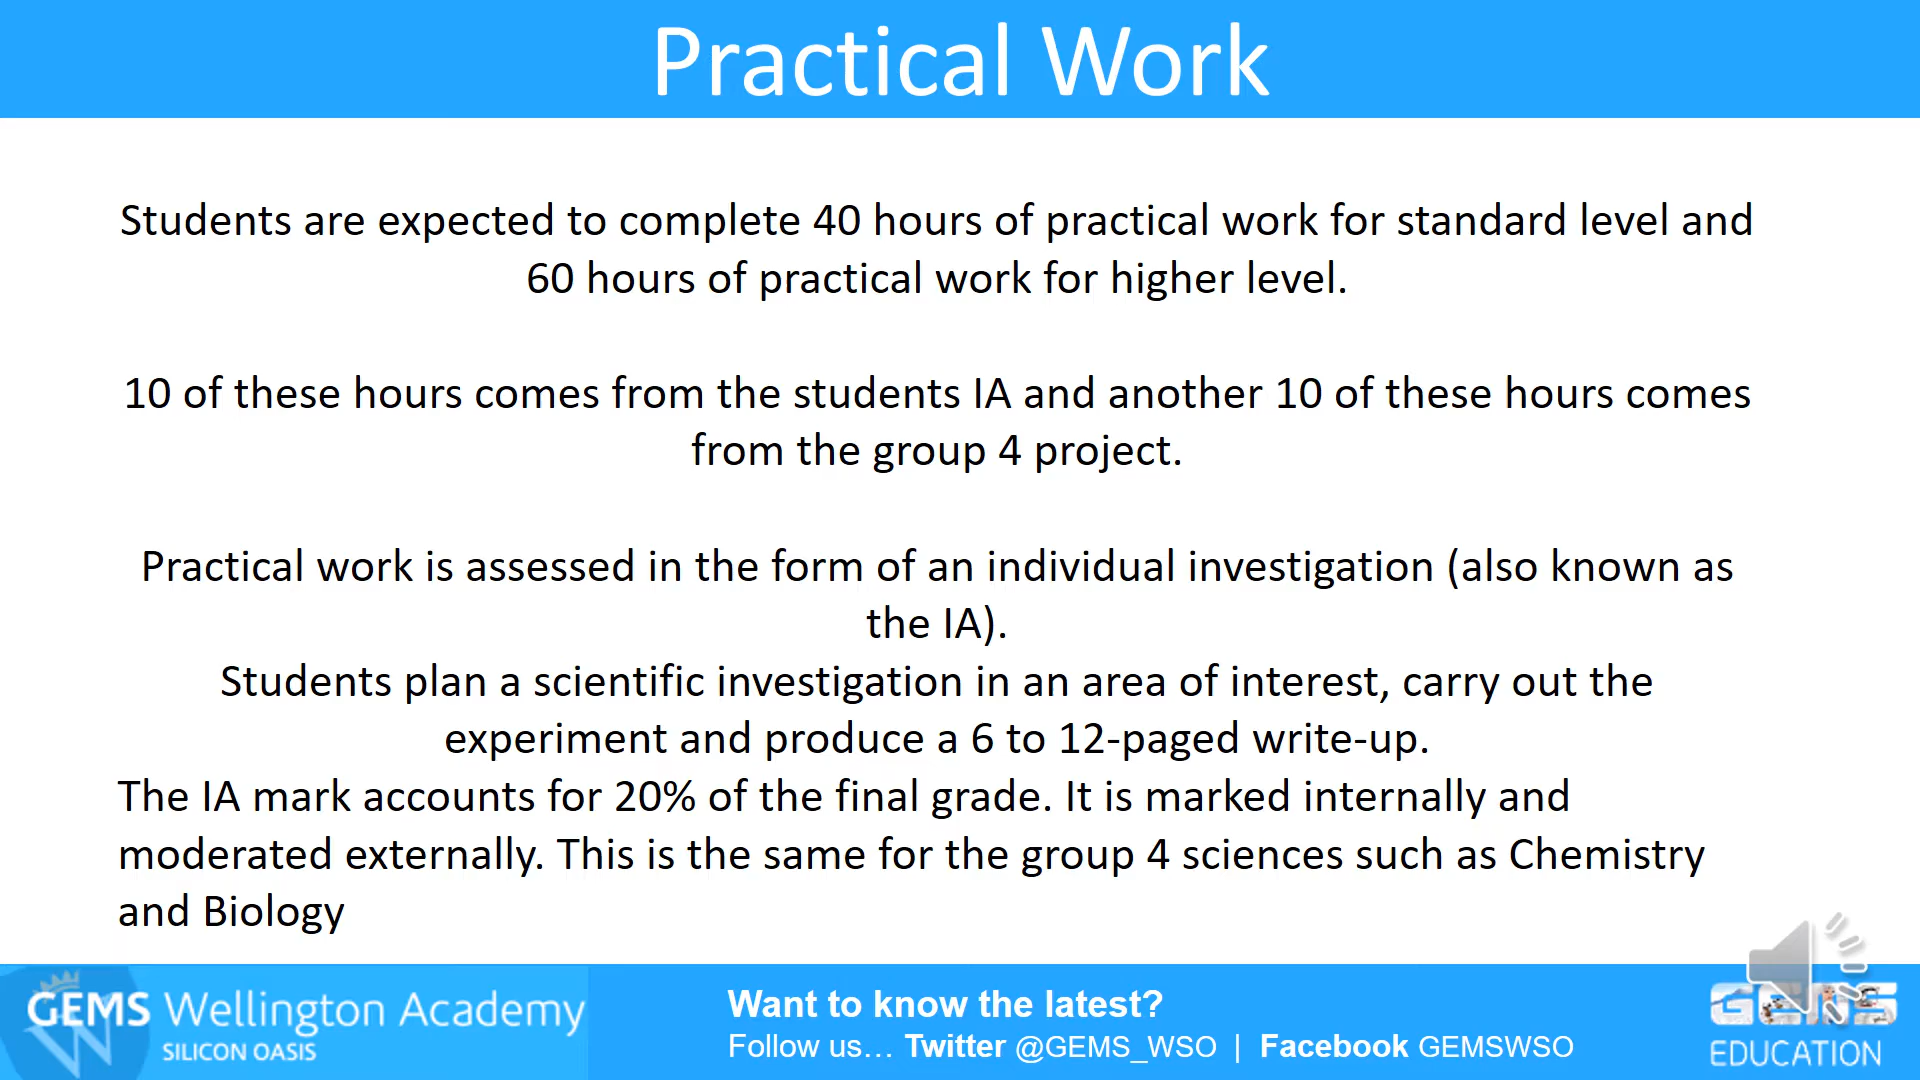 Practical Work
Students are expected to complete 40 hours of practical work for standard level and
60 hours of practical work for higher level.
10 of these hours comes from the students IA and another 10 of these hours comes
from the group 4 project.
Practical work is assessed in the form of an individual investigation (also known as
the IA).
Students plan a scientific investigation in an area of interest, carry out the
experiment and produce a 6 to 12-paged write-up.
The IA mark accounts for 20% of the final grade. It is marked internally and
moderated externally. This is the same for the group 4 sciences such as Chemistry
and Biology
GEMS Wellington Academy
SILICON OASIS
Want to know the latest?
Follow us... Twitter @GEMS_WSO | Facebook GEMSWSO
GEMS
EDUCATION